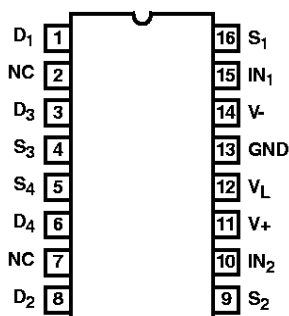 D₁ 1 16 S₁
NC 2 15 IN₁
D₃ 3 14 V-
S₃ 4 13 GND
S₄ 5 12 V_L
D₄ 6 11 V+
NC 7 10 IN₂
D₂ 8 9 S₂